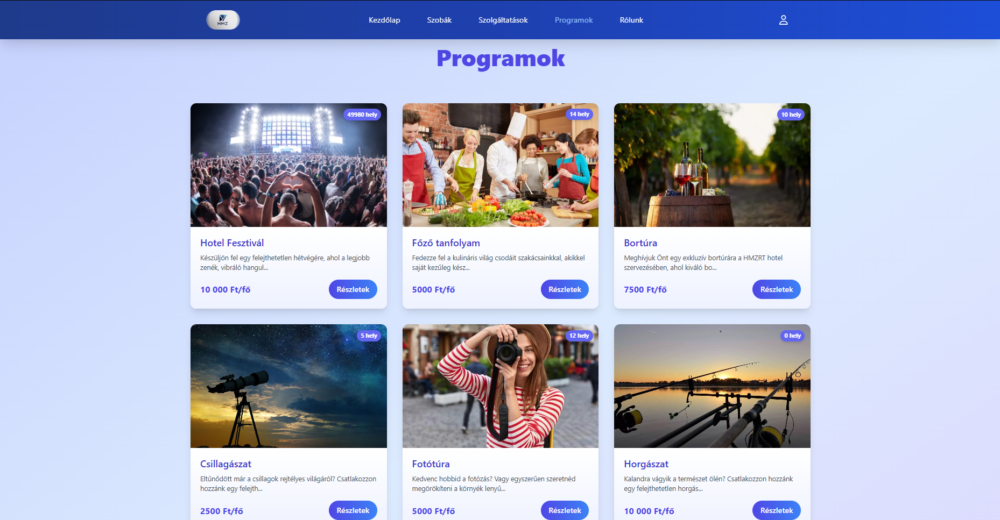 HMZ
Kezdőlap
Szobák
Szolgáltatások
Programok
Rólunk
Programok
49980 hely
14 hely
10 hely
Hotel Fesztivál
Készüljön fel egy felejthetetlen hétvégére, ahol a legjobb
zenék, vibráló hangul...
10 000 Ft/fő
Részletek
Főző tanfolyam
Fedezze fel a kulináris világ csodáit szakácsainkkal, akikkel
saját kezűleg kész...
5000 Ft/fő
Részletek
Bortúra
Meghívjuk Önt egy exkluzív bortúrára a HMZRT hotel
szervezésében, ahol kiváló bo...
7500 Ft/fő
Részletek
5 hely
12 hely
0 hely
Csillagászat
Eltűnődött már a csillagok rejtélyes világáról? Csatlakozzon
hozzánk egy felejth...
2500 Ft/fő
Részletek
Fotótúra
Kedvenc hobbid a fotózás? Vagy egyszerűen szeretnéd
megörökíteni a környék lenyű...
5000 Ft/fő
Részletek
Horgászat
Kalandra vágyik a természet ölén? Csatlakozzon hozzánk
egy felejthetetlen horgás...
10 000 Ft/fő
Részletek